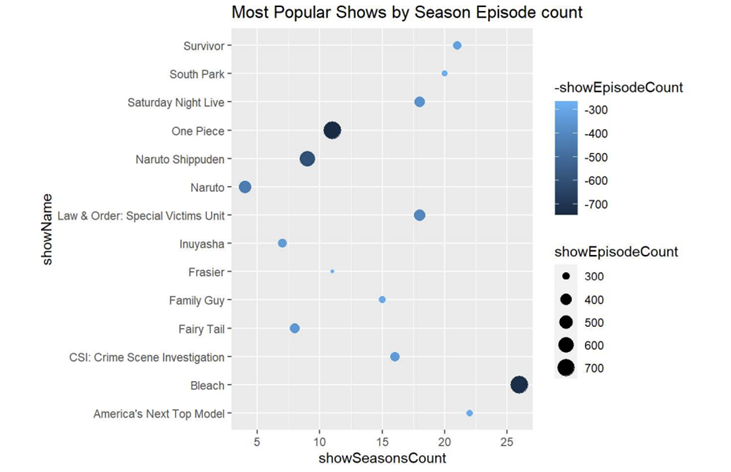 Most Popular Shows by Season Episode count
showName
Survivor
South Park
Saturday Night Live
One Piece
Naruto Shippuden
Naruto
Law & Order: Special Victims Unit
Inuyasha
Frasier
Family Guy
Fairy Tail
CSI: Crime Scene Investigation
Bleach
America's Next Top Model
5 10 15 20 25
showSeasonsCount
-showEpisodeCount
-300
-400
-500
-600
-700
showEpisodeCount
300
400
500
600
700